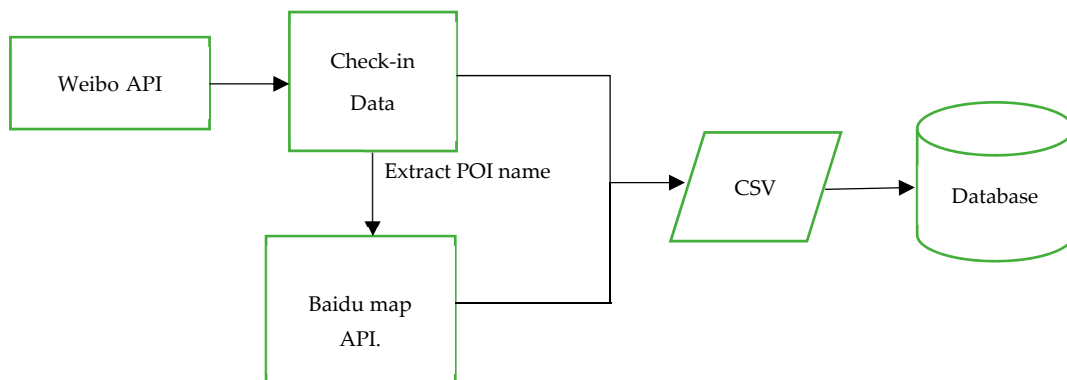 Weibo API
Check-in
Data
Extract POI name
CSV
Database
Baidu map
API.